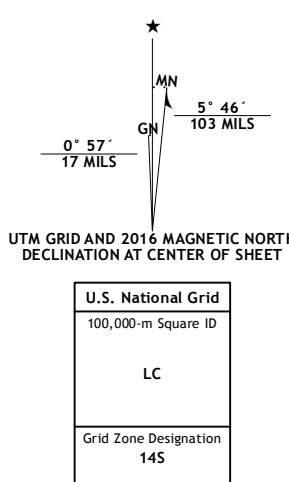 ★
MN
5° 46´
103 MILS
GN
0° 57´
17 MILS
UTM GRID AND 2016 MAGNETIC NORTH
DECLINATION AT CENTER OF SHEET
U.S. National Grid
100,000-m Square ID
LC
Grid Zone Designation
14S